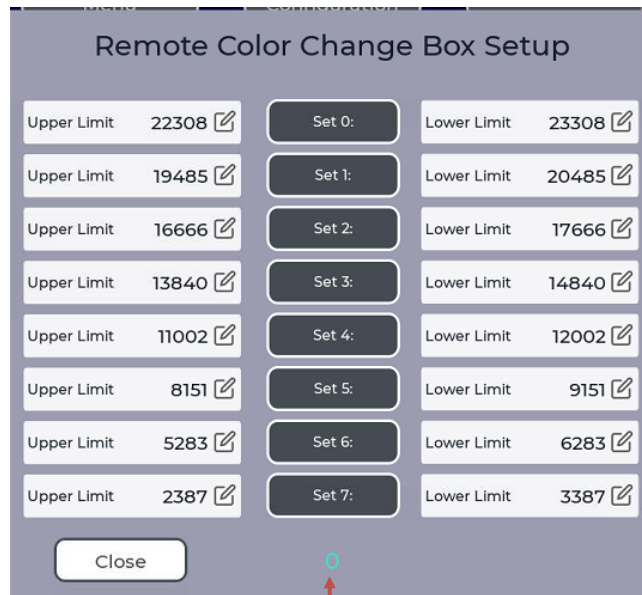 Menu Configuration
Remote Color Change Box Setup
Upper Limit 22308 Set 0: Lower Limit 23308
Upper Limit 19485 Set 1: Lower Limit 20485
Upper Limit 16666 Set 2: Lower Limit 17666
Upper Limit 13840 Set 3: Lower Limit 14840
Upper Limit 11002 Set 4: Lower Limit 12002
Upper Limit 8151 Set 5: Lower Limit 9151
Upper Limit 5283 Set 6: Lower Limit 6283
Upper Limit 2387 Set 7: Lower Limit 3387
Close 0